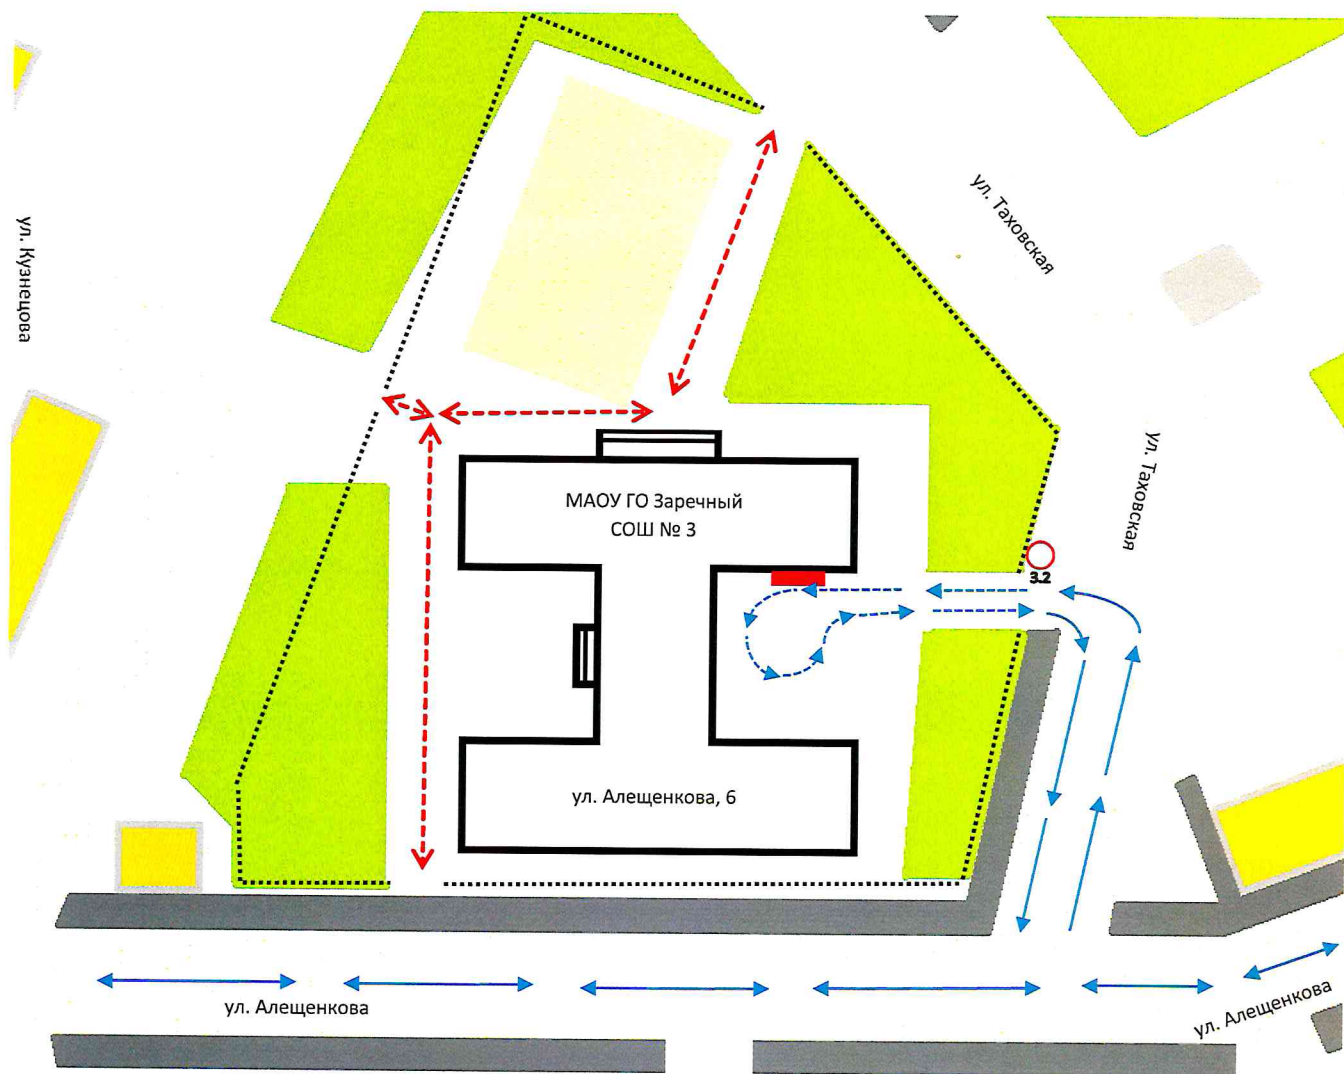 ул. Таховская
ул. Кузнецова
ул. Таховская
МАОУ ГО Заречный
СОШ № 3
3.2
ул. Алещенкова, 6
ул. Алещенкова
ул. Алещенкова